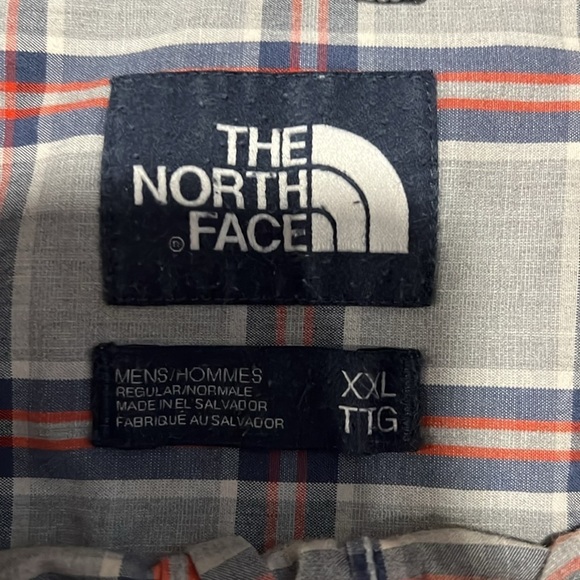 THE
NORTH
FACE
®
MENS/HOMMES
REGULAR/NORMALE
MADE IN EL SALVADOR
FABRIQUÉ AU SALVADOR
XXL
TTG